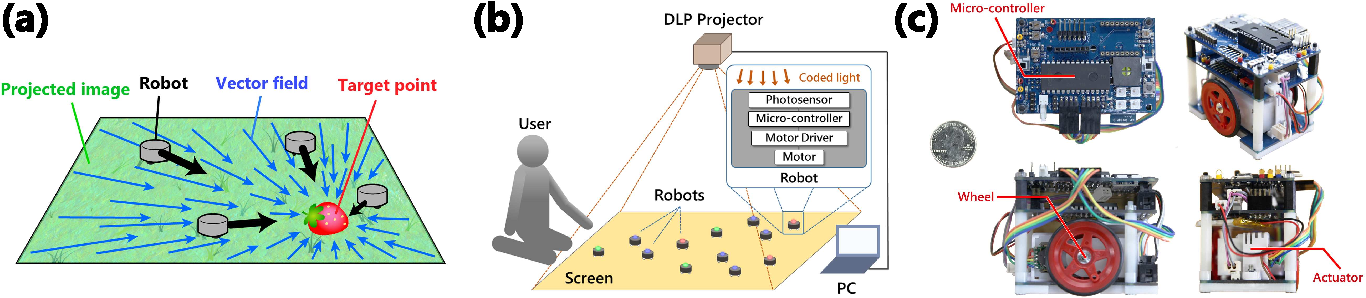 (a)
Projected image
Robot
Vector field
Target point
(b)
DLP Projector
User
Coded light
Photosensor
Micro-controller
Motor Driver
Motor
Robot
Robots
Screen
PC
(c)
Micro-controller
Wheel
Actuator